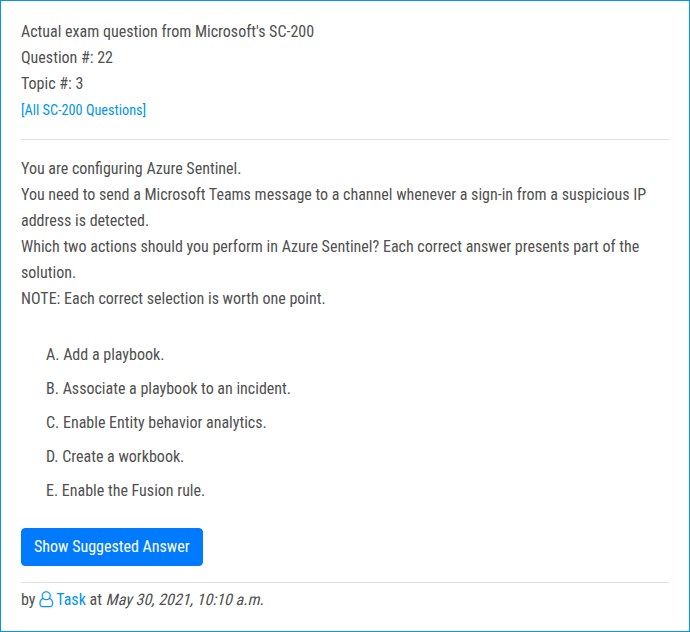 Actual exam question from Microsoft's SC-200
Question #: 22
Topic #: 3
[All SC-200 Questions]
You are configuring Azure Sentinel.
You need to send a Microsoft Teams message to a channel whenever a sign-in from a suspicious IP
address is detected.
Which two actions should you perform in Azure Sentinel? Each correct answer presents part of the
solution.
NOTE: Each correct selection is worth one point.
A. Add a playbook.
B. Associate a playbook to an incident.
C. Enable Entity behavior analytics.
D. Create a workbook.
E. Enable the Fusion rule.
Show Suggested Answer
by Task at May 30, 2021, 10:10 a.m.